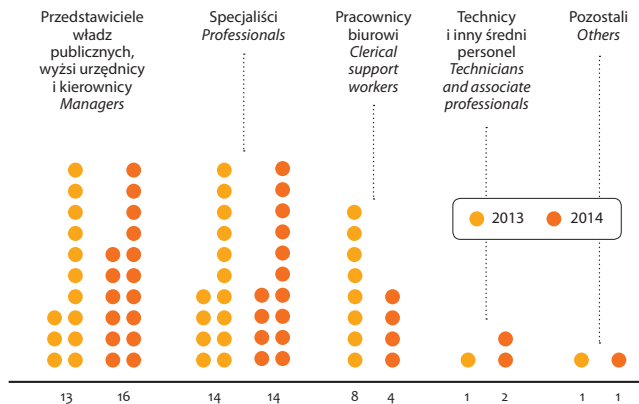 Przedstawiciele
władz
publicznych,
wyżsi urzędnicy
i kierownicy
Managers
Specjaliści
Professionals
Pracownicy
biurowi
Clerical
support
workers
Technicy
i inny średni
personel
Technicians
and associate
professionals
Pozostali
Others
2013 2014
13 16 14 14 8 4 1 2 1 1